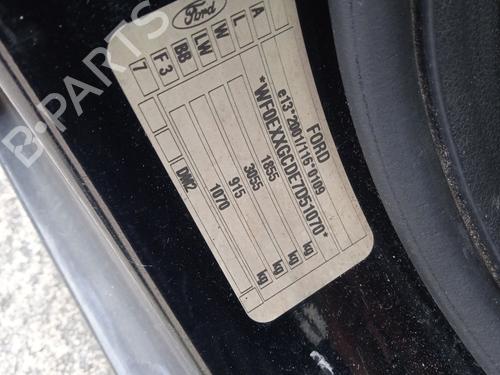 Ford
FORD
e13*2001/116*0109
*WF0EXXGCDE7D51070*
1855 kg
3055 kg
915 kg
1070 kg
DM2
7 F3 BB LW W L A
B-PARTS